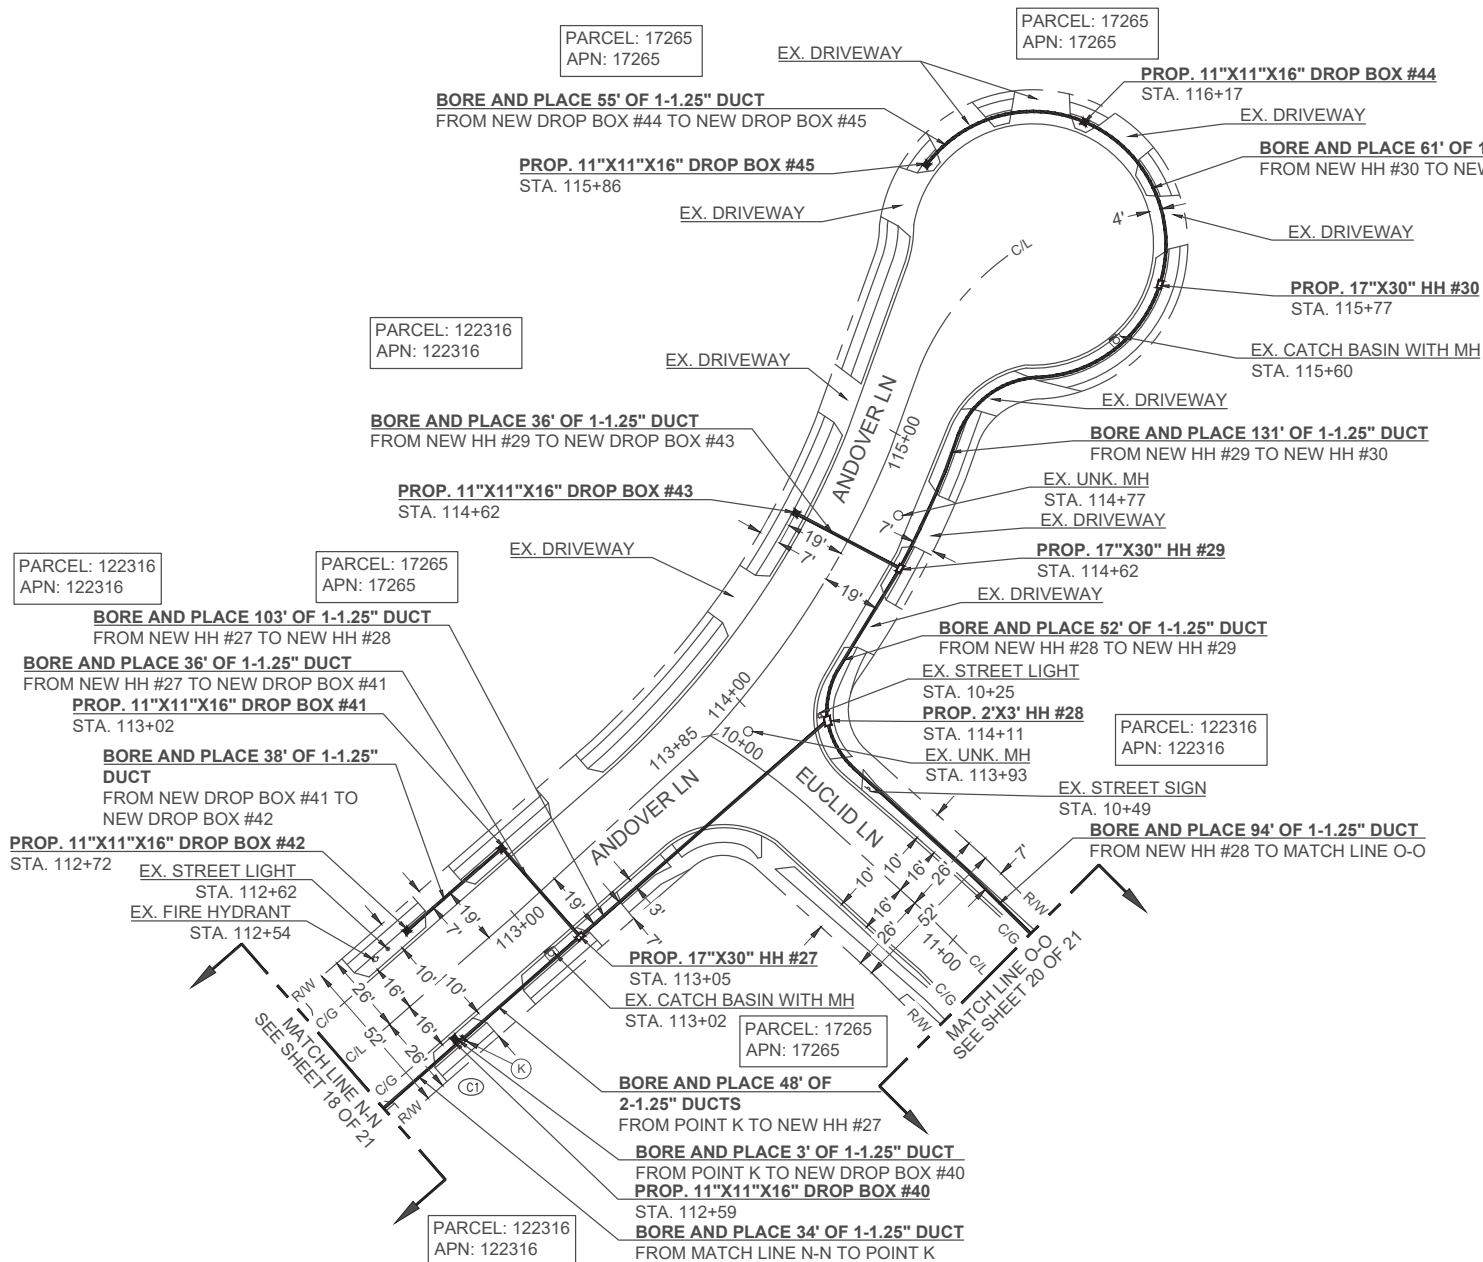 PARCEL: 17265
APN: 17265
PARCEL: 17265
APN: 17265
EX. DRIVEWAY
PROP. 11"X11"X16" DROP BOX #44
STA. 116+17
BORE AND PLACE 55' OF 1-1.25" DUCT
FROM NEW DROP BOX #44 TO NEW DROP BOX #45
EX. DRIVEWAY
BORE AND PLACE 61' OF 1
FROM NEW HH #30 TO NEW
PROP. 11"X11"X16" DROP BOX #45
STA. 115+86
EX. DRIVEWAY
4'
EX. DRIVEWAY
C/L
PROP. 17"X30" HH #30
STA. 115+77
PARCEL: 122316
APN: 122316
EX. CATCH BASIN WITH MH
STA. 115+60
EX. DRIVEWAY
EX. DRIVEWAY
ANDOVER LN
115+00
BORE AND PLACE 36' OF 1-1.25" DUCT
FROM NEW HH #29 TO NEW DROP BOX #43
BORE AND PLACE 131' OF 1-1.25" DUCT
FROM NEW HH #29 TO NEW HH #30
EX. UNK. MH
STA. 114+77
PROP. 11"X11"X16" DROP BOX #43
STA. 114+62
7'
EX. DRIVEWAY
19'
7'
EX. DRIVEWAY
PROP. 17"X30" HH #29
STA. 114+62
19'
PARCEL: 122316
APN: 122316
PARCEL: 17265
APN: 17265
EX. DRIVEWAY
BORE AND PLACE 103' OF 1-1.25" DUCT
FROM NEW HH #27 TO NEW HH #28
BORE AND PLACE 52' OF 1-1.25" DUCT
FROM NEW HH #28 TO NEW HH #29
BORE AND PLACE 36' OF 1-1.25" DUCT
FROM NEW HH #27 TO NEW DROP BOX #41
EX. STREET LIGHT
STA. 10+25
PROP. 11"X11"X16" DROP BOX #41
STA. 113+02
114+00
PROP. 2'X3' HH #28
STA. 114+11
PARCEL: 122316
APN: 122316
113+85
10+00
EX. UNK. MH
STA. 113+93
BORE AND PLACE 38' OF 1-1.25"
DUCT
FROM NEW DROP BOX #41 TO
NEW DROP BOX #42
ANDOVER LN
EUCLID LN
EX. STREET SIGN
STA. 10+49
BORE AND PLACE 94' OF 1-1.25" DUCT
FROM NEW HH #28 TO MATCH LINE O-O
PROP. 11"X11"X16" DROP BOX #42
STA. 112+72
EX. STREET LIGHT
STA. 112+62
EX. FIRE HYDRANT
STA. 112+54
7'
10'
10'
16'
26'
16'
52'
26'
R/W
C/G
11+00
C/L
C/G
R/W
MATCH LINE O-O
SEE SHEET 20 OF 21
19'
7'
19'
113+00
3'
7'
PROP. 17"X30" HH #27
STA. 113+05
EX. CATCH BASIN WITH MH
STA. 113+02
10'
10'
16'
16'
26'
52'
26'
R/W
C/G
C/L
C/G
R/W
MATCH LINE N-N
SEE SHEET 18 OF 21
PARCEL: 17265
APN: 17265
K
C1
BORE AND PLACE 48' OF
2-1.25" DUCTS
FROM POINT K TO NEW HH #27
BORE AND PLACE 3' OF 1-1.25" DUCT
FROM POINT K TO NEW DROP BOX #40
PROP. 11"X11"X16" DROP BOX #40
STA. 112+59
BORE AND PLACE 34' OF 1-1.25" DUCT
FROM MATCH LINE N-N TO POINT K
PARCEL: 122316
APN: 122316